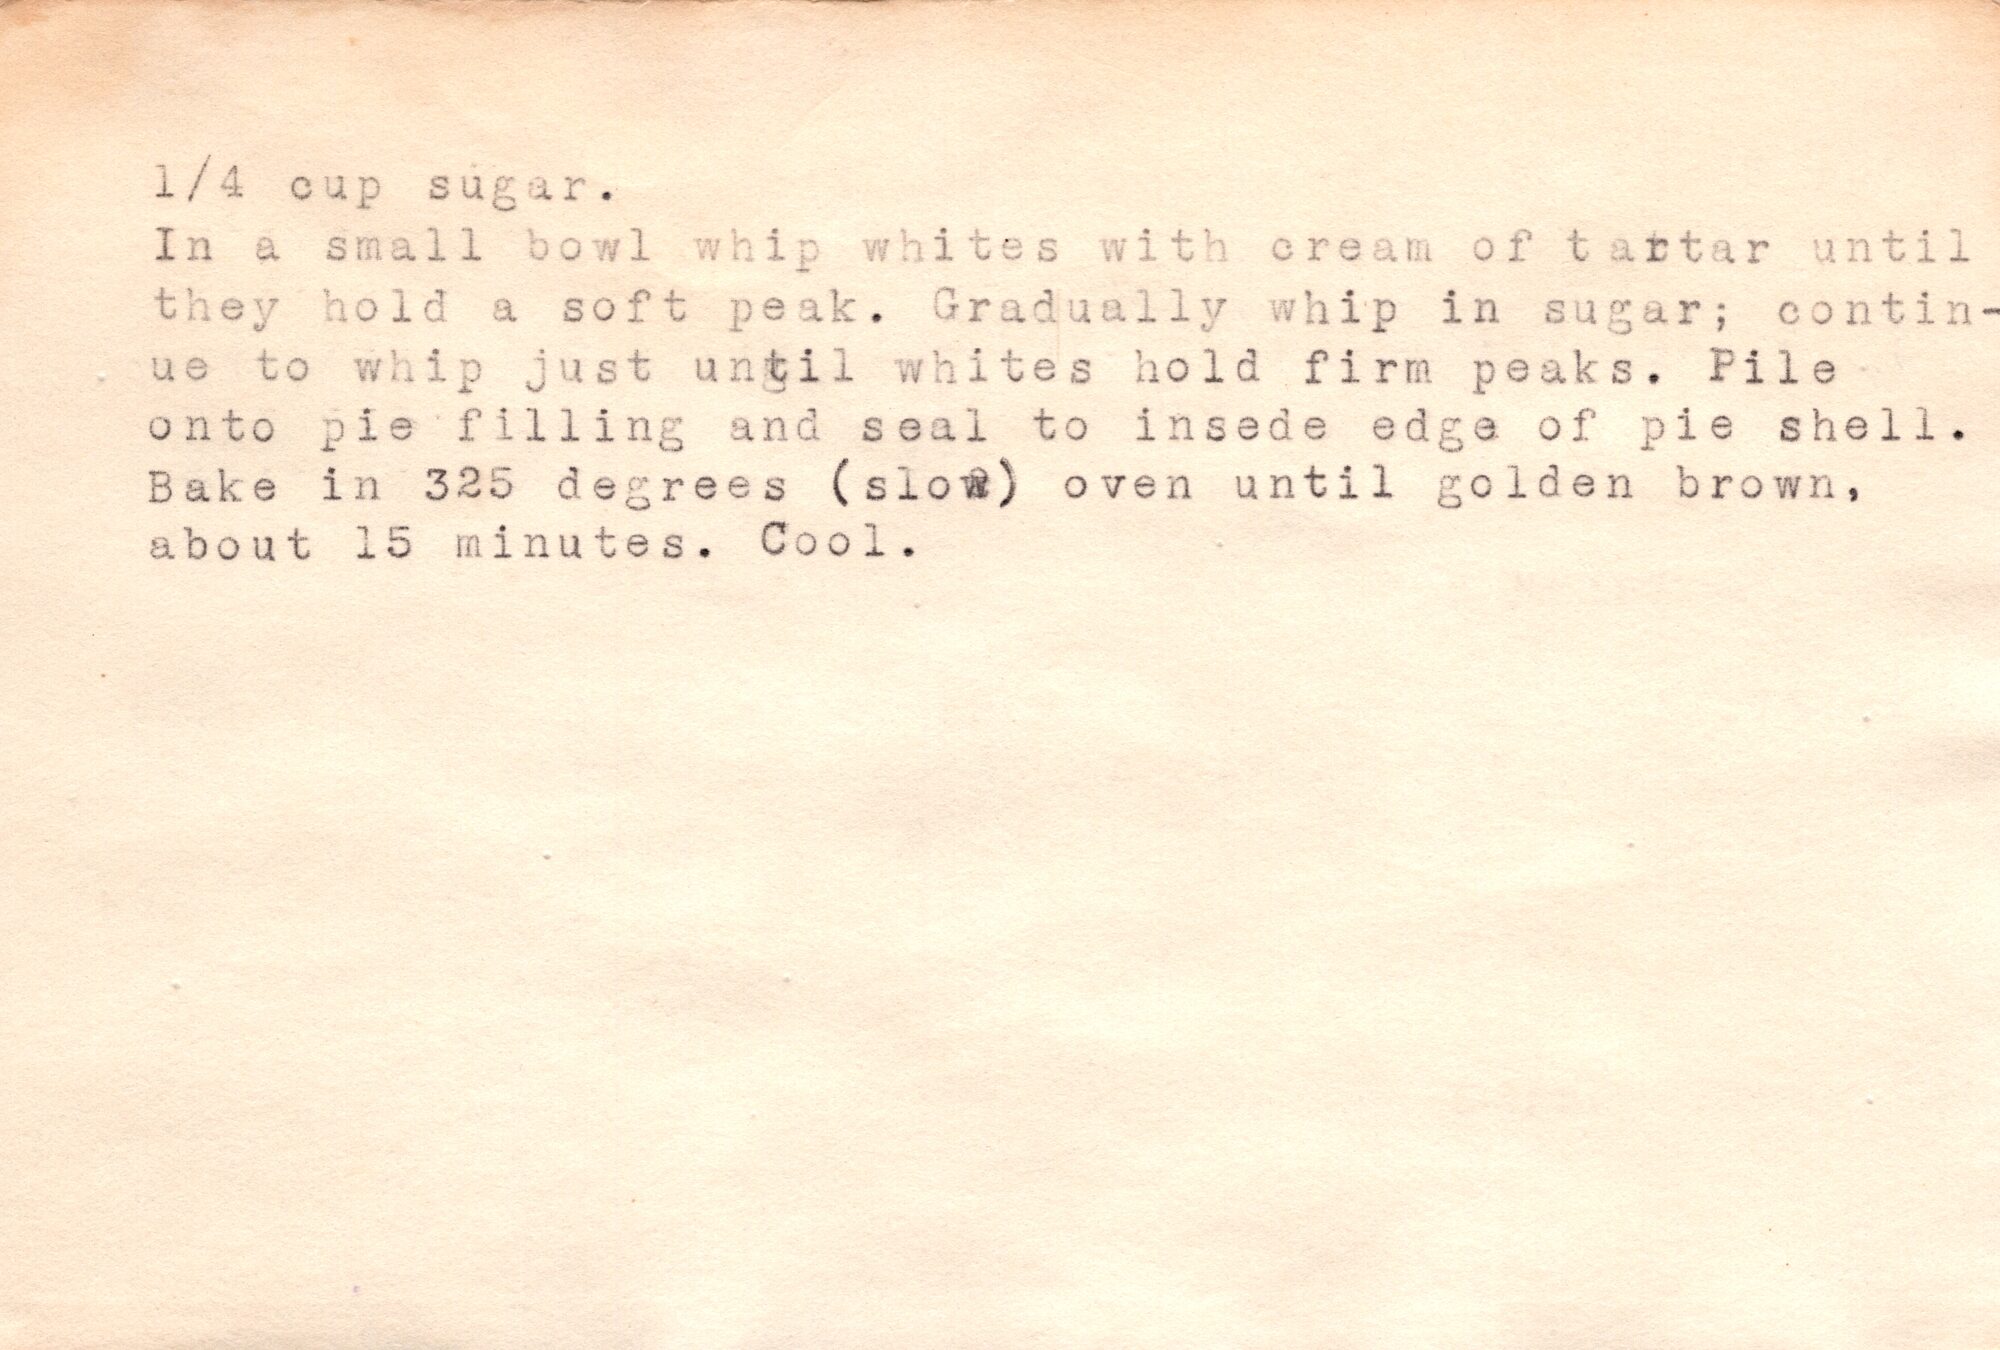 1/4 cup sugar.
In a small bowl whip whites with cream of tartar until
they hold a soft peak. Gradually whip in sugar; contin-
ue to whip just until whites hold firm peaks. Pile
onto pie filling and seal to insede edge of pie shell.
Bake in 325 degrees (slow) oven until golden brown,
about 15 minutes. Cool.